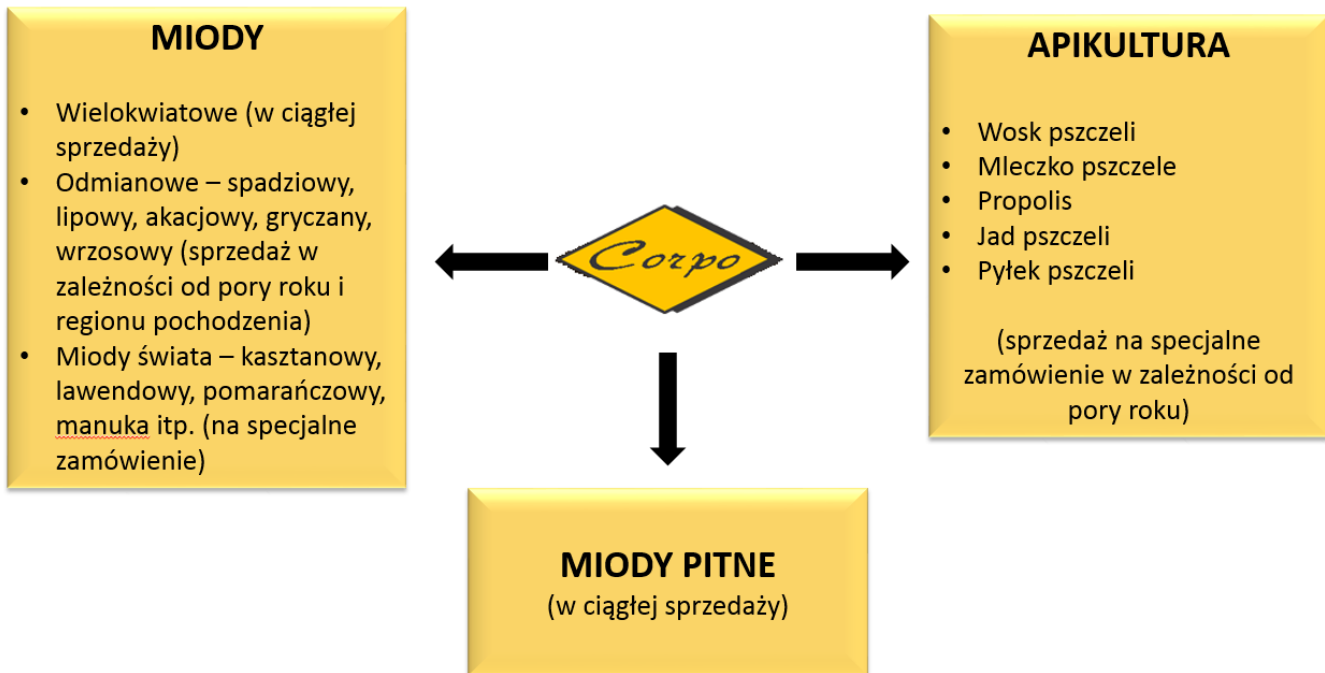 MIODY
• Wielokwiatowe (w ciągłej
sprzedaży)
• Odmianowe – spadziowy,
lipowy, akacjowy, gryczany,
wrzosowy (sprzedaż w
zależności od pory roku i
regionu pochodzenia)
• Miody świata – kasztanowy,
lawendowy, pomarańczowy,
manuka itp. (na specjalne
zamówienie)
Corpo
APIKULTURA
• Wosk pszczeli
• Mleczko pszczele
• Propolis
• Jad pszczeli
• Pyłek pszczeli
(sprzedaż na specjalne
zamówienie w zależności od
pory roku)
MIODY PITNE
(w ciągłej sprzedaży)